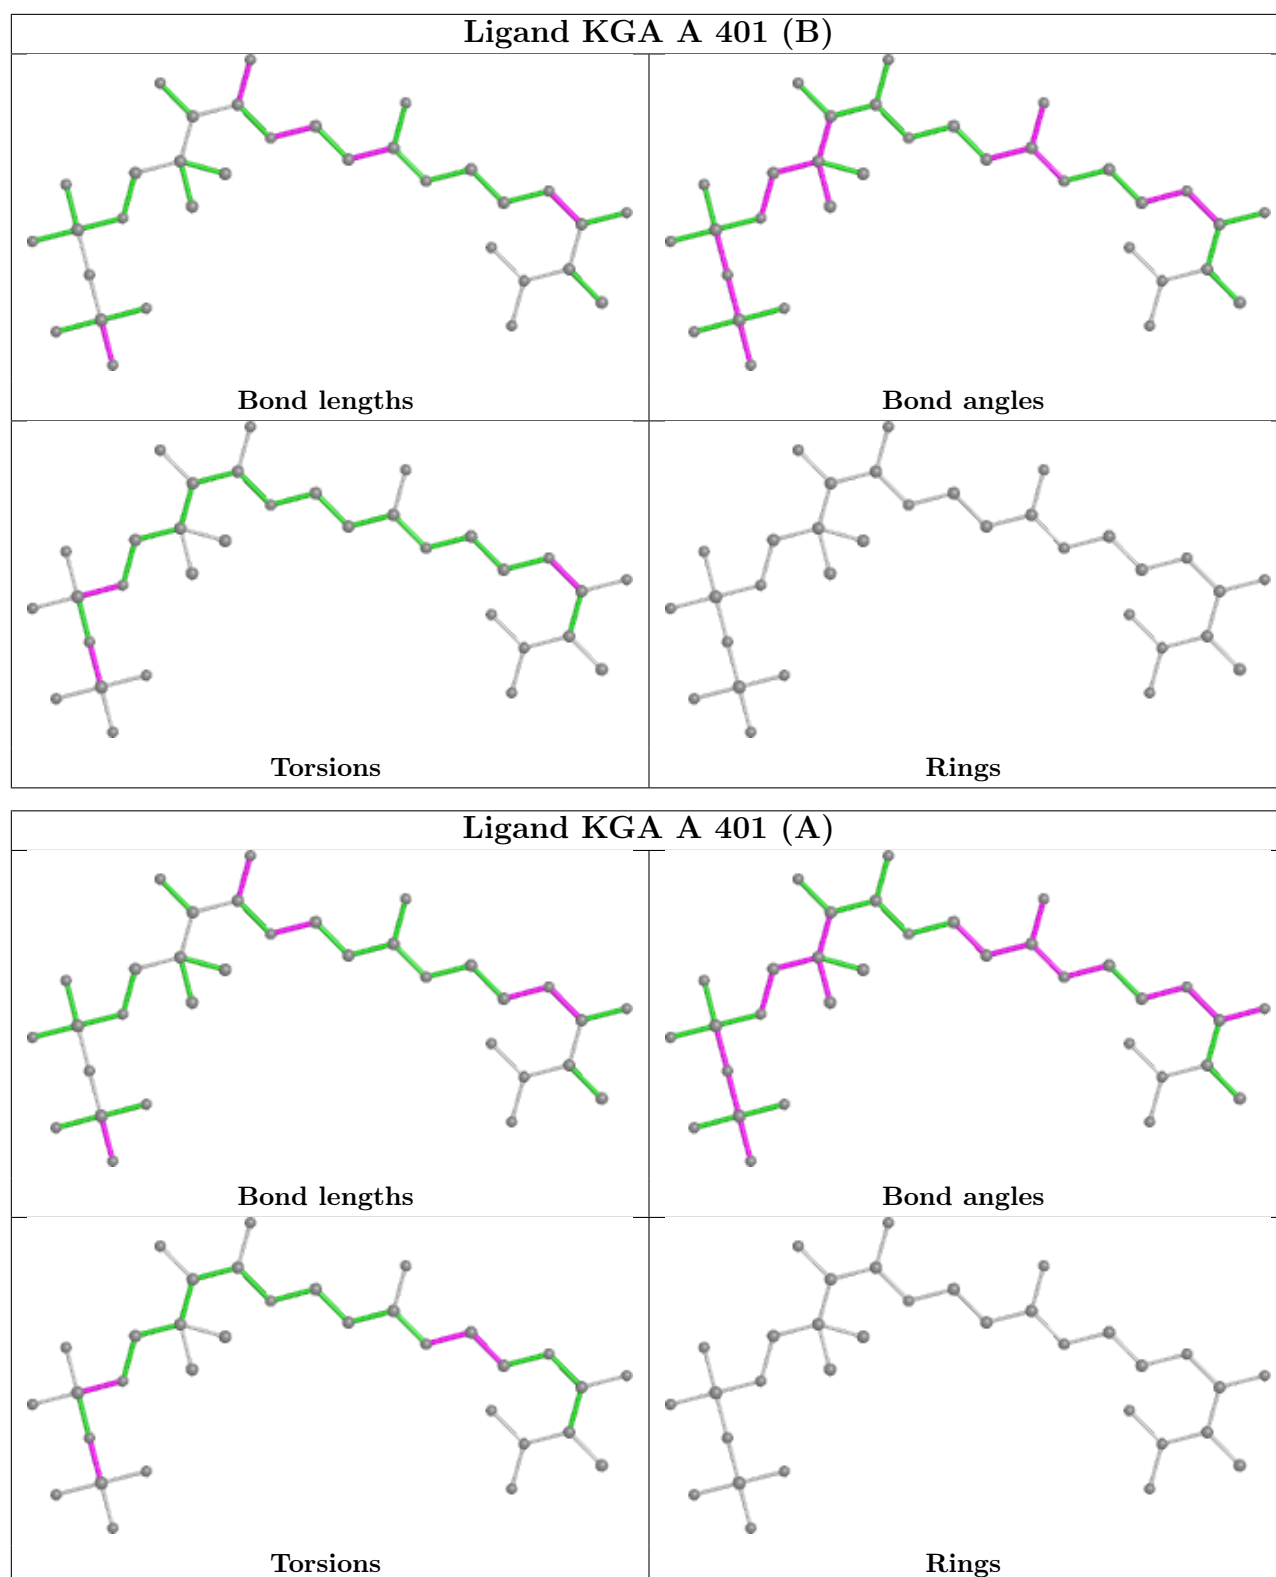 Ligand KGA A 401 (B)
Bond lengths
Bond angles
Torsions
Rings
Ligand KGA A 401 (A)
Bond lengths
Bond angles
Torsions
Rings